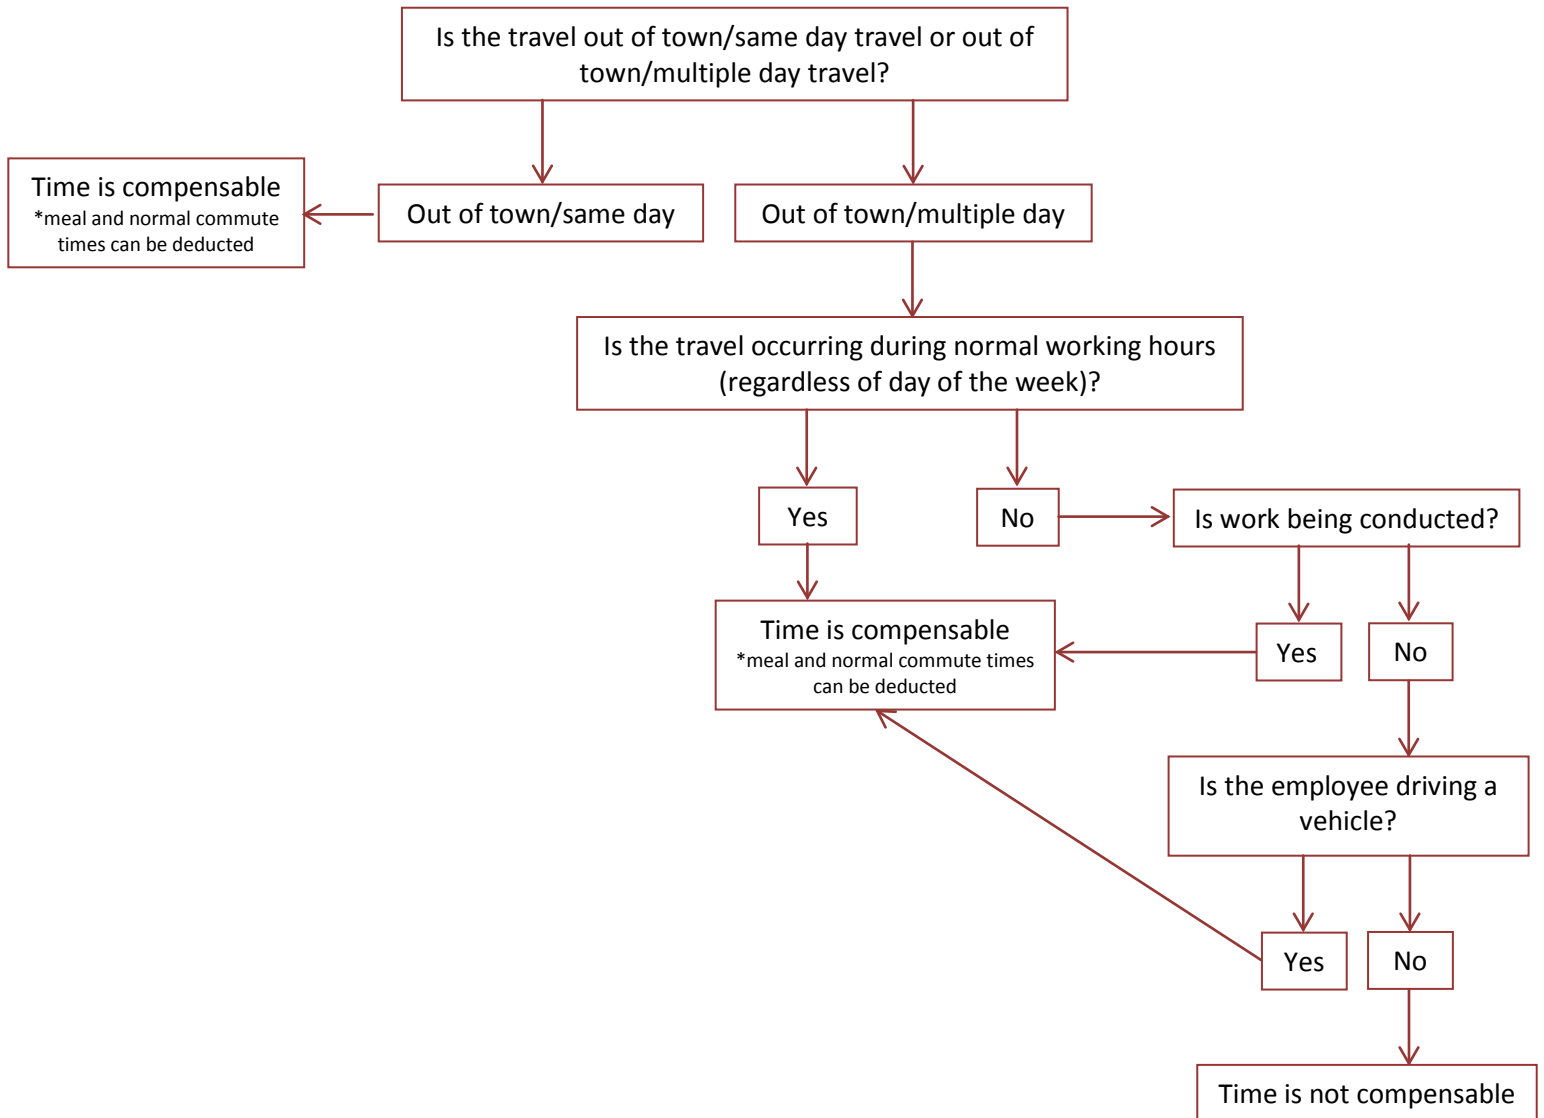 Is the travel out of town/same day travel or out of
town/multiple day travel?
Time is compensable
*meal and normal commute
times can be deducted
Out of town/same day
Out of town/multiple day
Is the travel occurring during normal working hours
(regardless of day of the week)?
Yes
No
Is work being conducted?
Time is compensable
*meal and normal commute times
can be deducted
Yes
No
Is the employee driving a
vehicle?
Yes
No
Time is not compensable